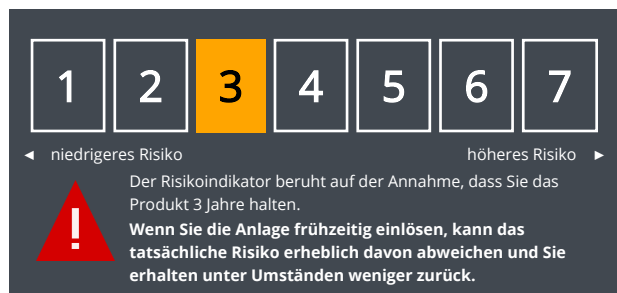 1 2 3 4 5 6 7
◄ niedrigeres Risiko höheres Risiko ►
Der Risikoindikator beruht auf der Annahme, dass Sie das
Produkt 3 Jahre halten.
Wenn Sie die Anlage frühzeitig einlösen, kann das
tatsächliche Risiko erheblich davon abweichen und Sie
erhalten unter Umständen weniger zurück.
!